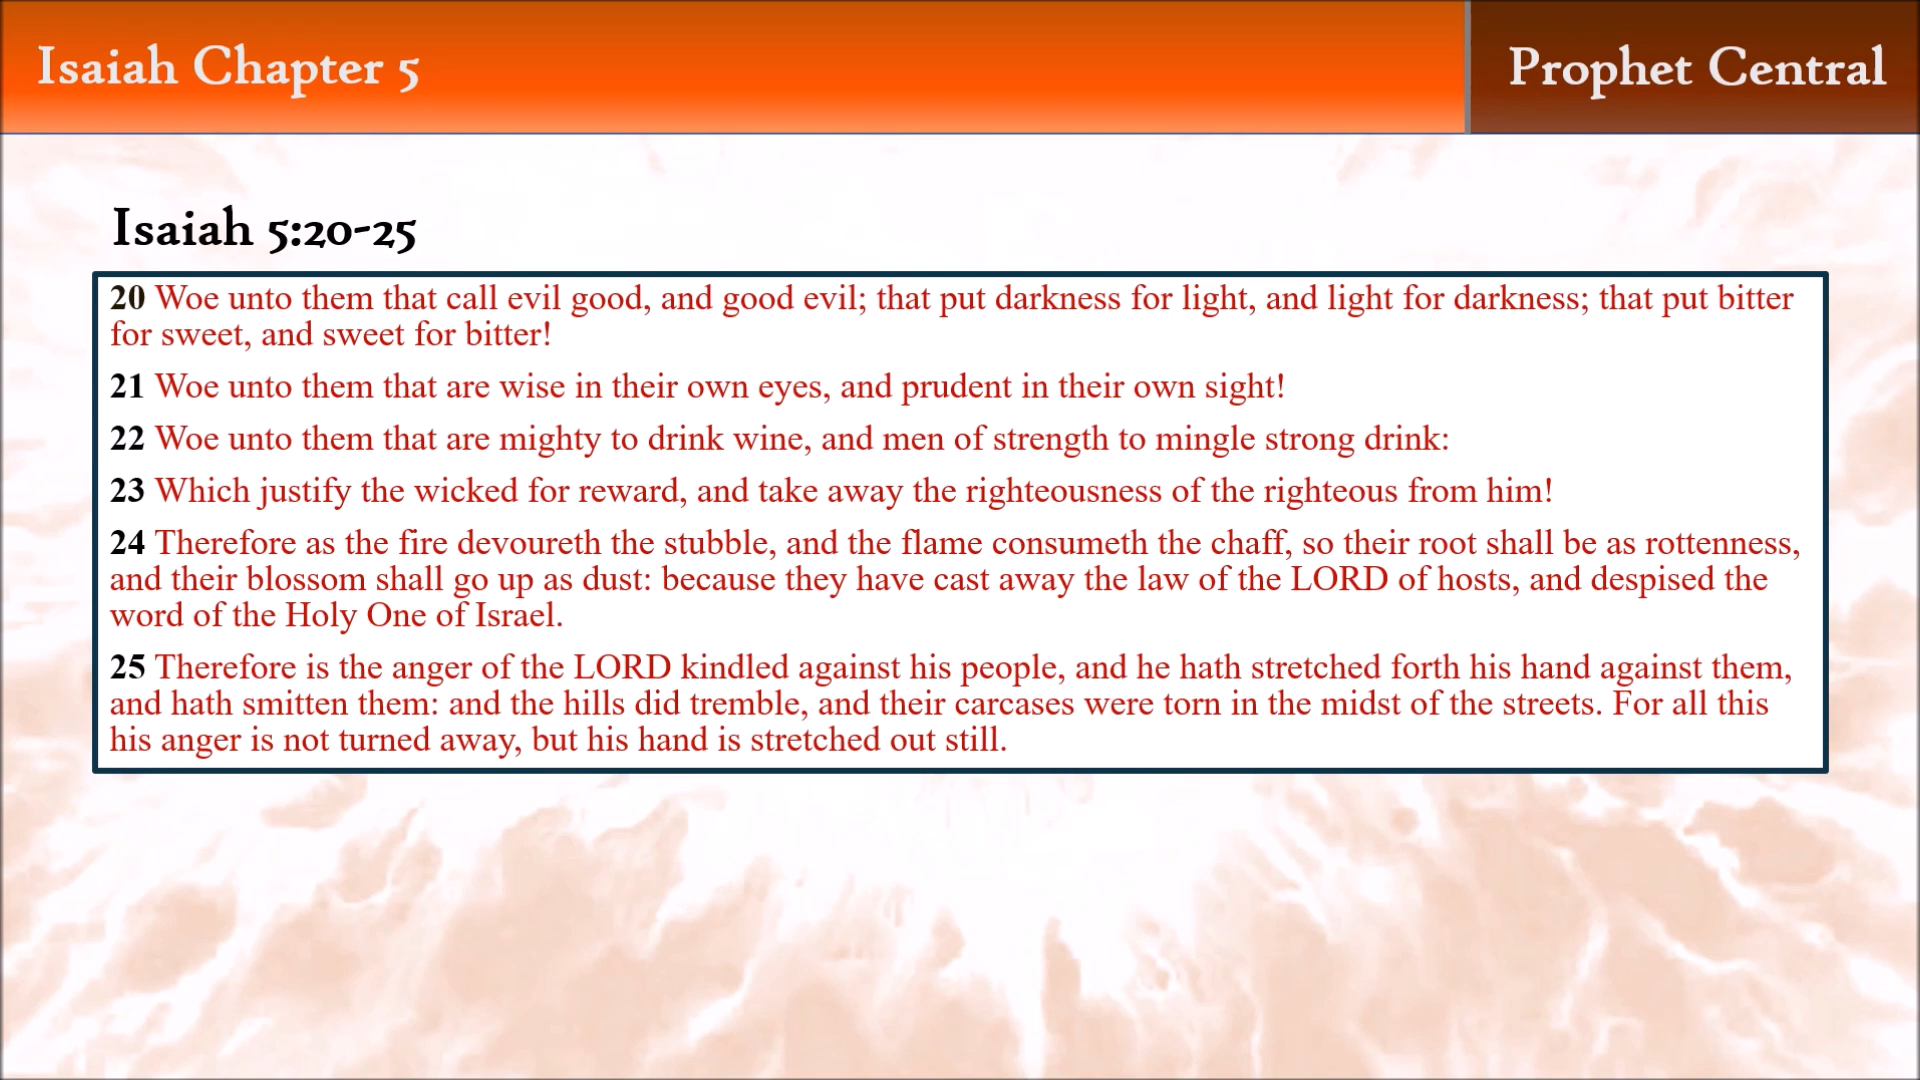 Isaiah Chapter 5
Prophet Central
Isaiah 5:20-25
20 Woe unto them that call evil good, and good evil; that put darkness for light, and light for darkness; that put bitter
for sweet, and sweet for bitter!
21 Woe unto them that are wise in their own eyes, and prudent in their own sight!
22 Woe unto them that are mighty to drink wine, and men of strength to mingle strong drink:
23 Which justify the wicked for reward, and take away the righteousness of the righteous from him!
24 Therefore as the fire devoureth the stubble, and the flame consumeth the chaff, so their root shall be as rottenness,
and their blossom shall go up as dust: because they have cast away the law of the LORD of hosts, and despised the
word of the Holy One of Israel.
25 Therefore is the anger of the LORD kindled against his people, and he hath stretched forth his hand against them,
and hath smitten them: and the hills did tremble, and their carcases were torn in the midst of the streets. For all this
his anger is not turned away, but his hand is stretched out still.